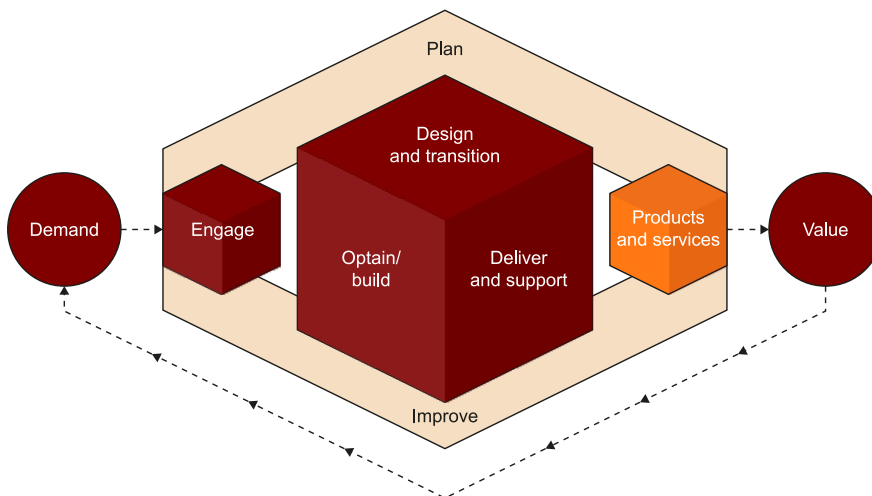 Plan
Design
and transition
Demand
Engage
Optain/
build
Deliver
and support
Products
and services
Value
Improve